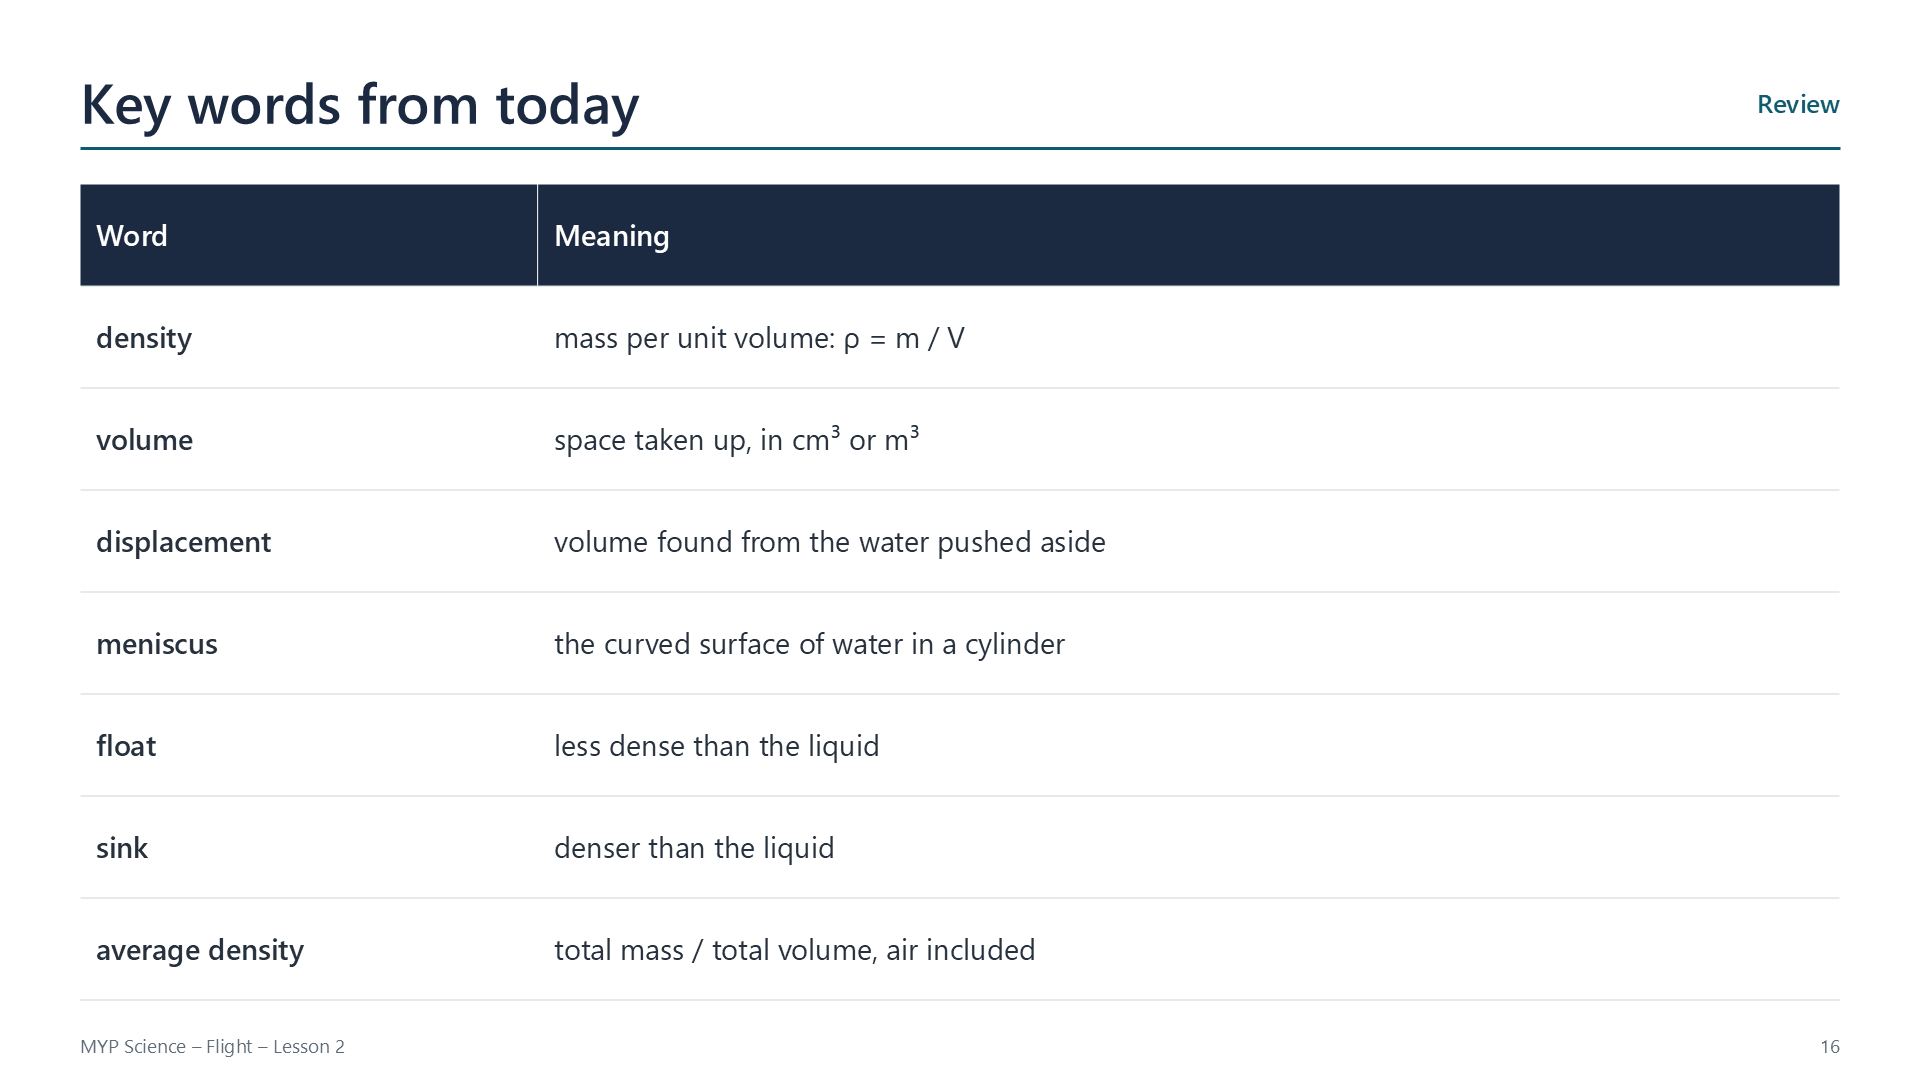 Key words from today
Review
Word Meaning
density mass per unit volume: ρ = m / V
volume space taken up, in cm³ or m³
displacement volume found from the water pushed aside
meniscus the curved surface of water in a cylinder
float less dense than the liquid
sink denser than the liquid
average density total mass / total volume, air included
MYP Science – Flight – Lesson 2
16